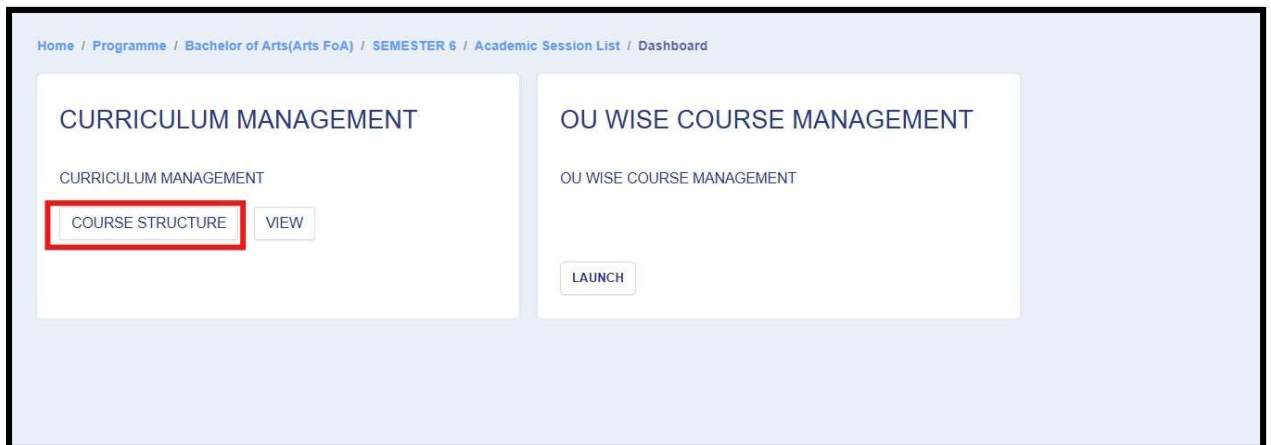 Home / Programme / Bachelor of Arts(Arts FoA) / SEMESTER 6 / Academic Session List / Dashboard
CURRICULUM MANAGEMENT
CURRICULUM MANAGEMENT
COURSE STRUCTURE VIEW
OU WISE COURSE MANAGEMENT
OU WISE COURSE MANAGEMENT
LAUNCH